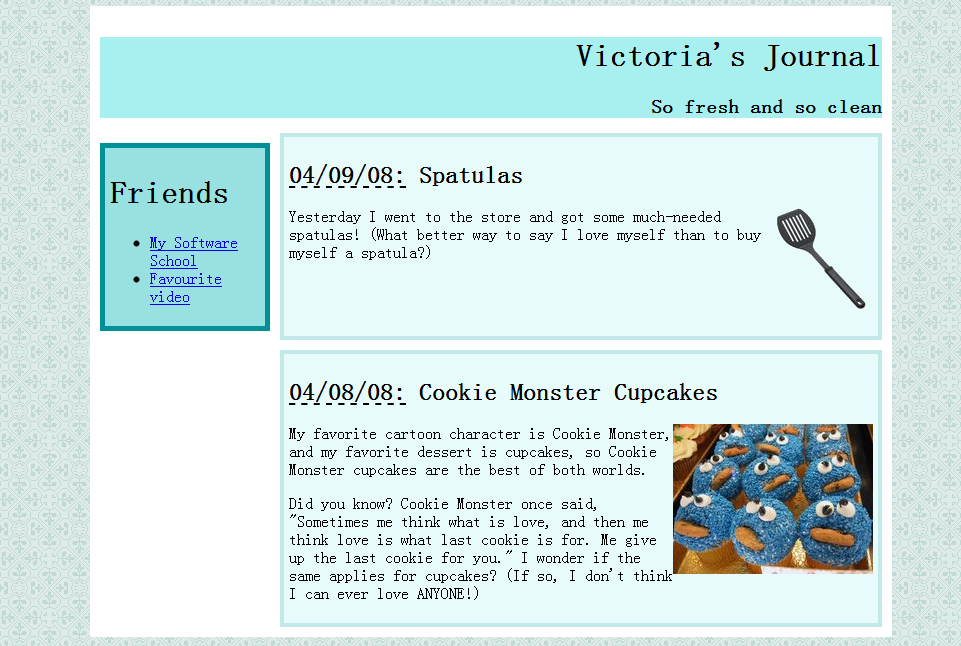 Victoria's Journal
So fresh and so clean
Friends
My Software
School
Favourite
video
04/09/08: Spatulas
Yesterday I went to the store and got some much-needed
spatulas! (What better way to say I love myself than to buy
myself a spatula?)
04/08/08: Cookie Monster Cupcakes
My favorite cartoon character is Cookie Monster,
and my favorite dessert is cupcakes, so Cookie
Monster cupcakes are the best of both worlds.
Did you know? Cookie Monster once said,
"Sometimes me think what is love, and then me
think love is what last cookie is for. Me give
up the last cookie for you." I wonder if the
same applies for cupcakes? (If so, I don't think
I can ever love ANYONE!)